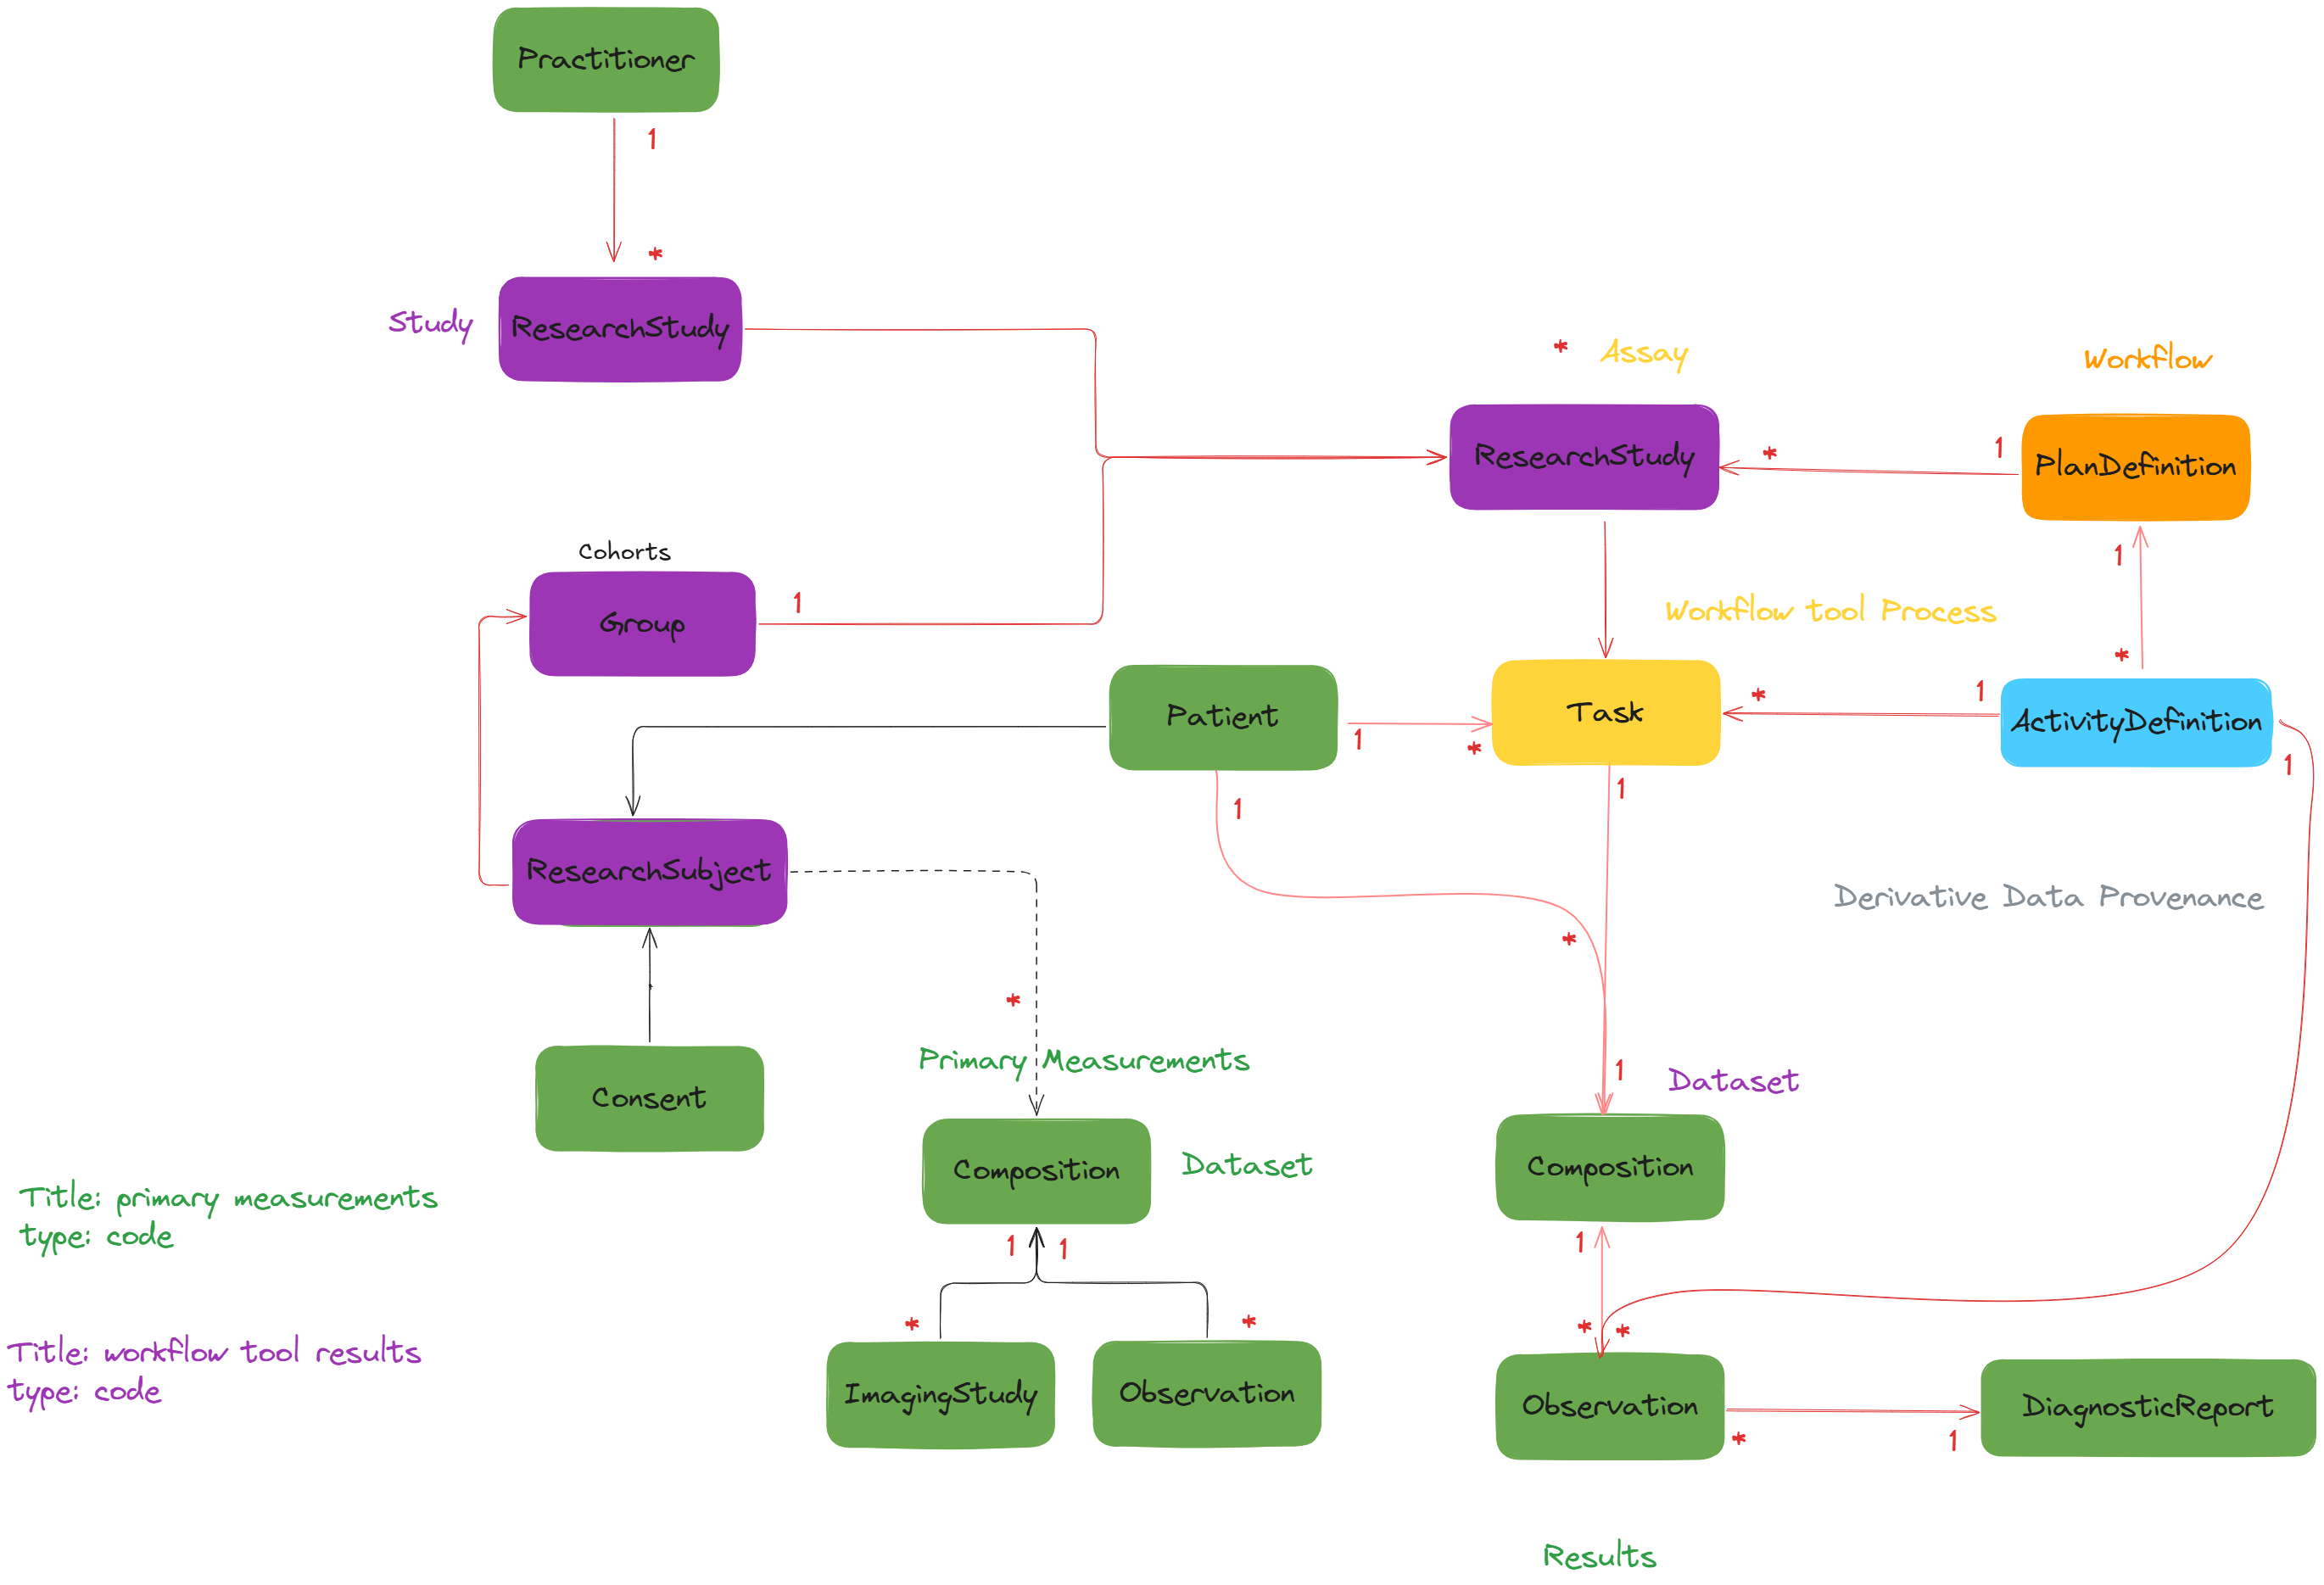 Practitioner
1
*
Study
ResearchStudy
* Assay
Workflow
ResearchStudy
*
1
PlanDefinition
Cohorts
1
Group
1
Workflow tool Process
*
Patient
1
*
Task
*
1
ActivityDefinition
1
1
1
ResearchSubject
Derivative Data Provenance
*
*
Primary Measurements
1
Dataset
Consent
Composition
Dataset
Composition
Title: primary measurements
type: code
1
1
1
*
*
*
*
Title: workflow tool results
type: code
ImagingStudy
Observation
Observation
*
1
DiagnosticReport
Results